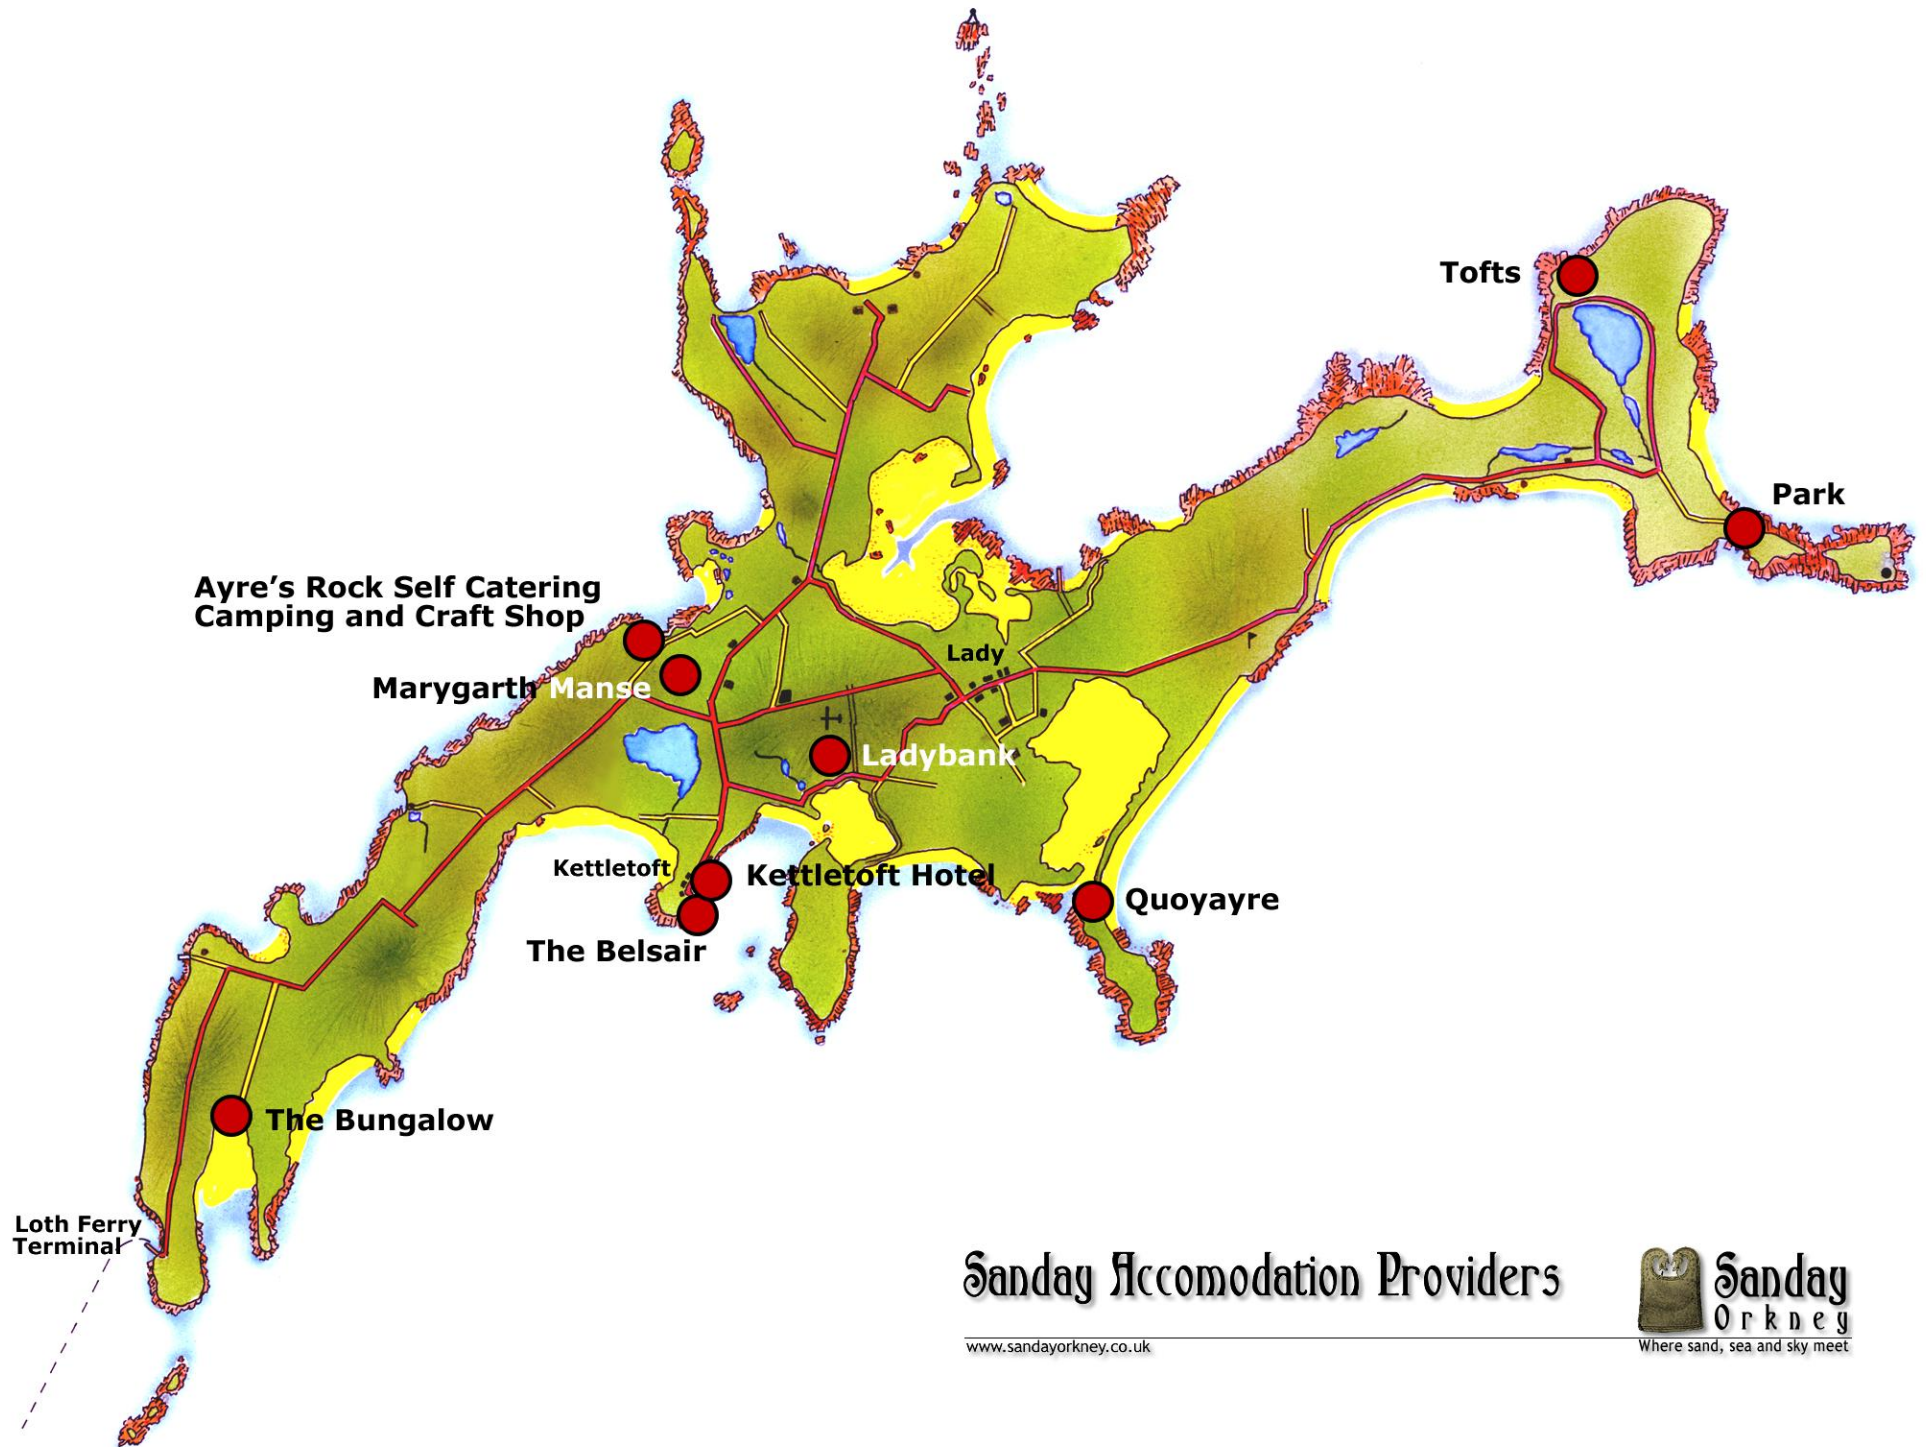 Tofts
Park
Ayre's Rock Self Catering
Camping and Craft Shop
Lady
Marygarth Manse
Ladybank
Kettletoft
Kettletoft Hotel
Quoyayre
The Belsair
The Bungalow
Loth Ferry
Terminal
Sanday Accomodation Providers
www.sandayorkney.co.uk
Sanday
Orkney
Where sand, sea and sky meet